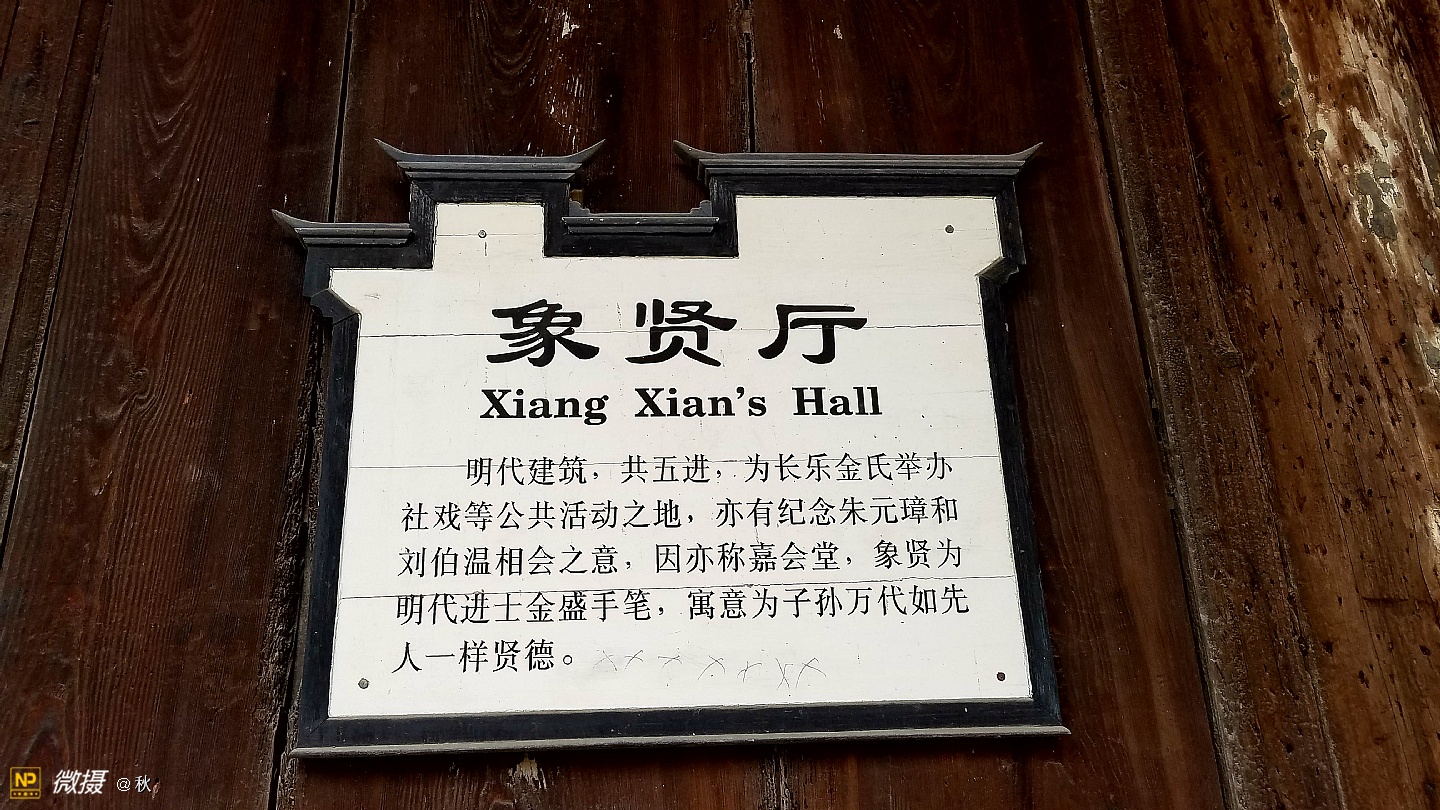 象贤厅
Xiang Xian's Hall
明代建筑，共五进，为长乐金氏举办
社戏等公共活动之地，亦有纪念朱元璋和
刘伯温相会之意，因亦称嘉会堂，象贤为
明代进士金盛手笔，寓意为子孙万代如先
人一样贤德。
NP 微摄 @秋